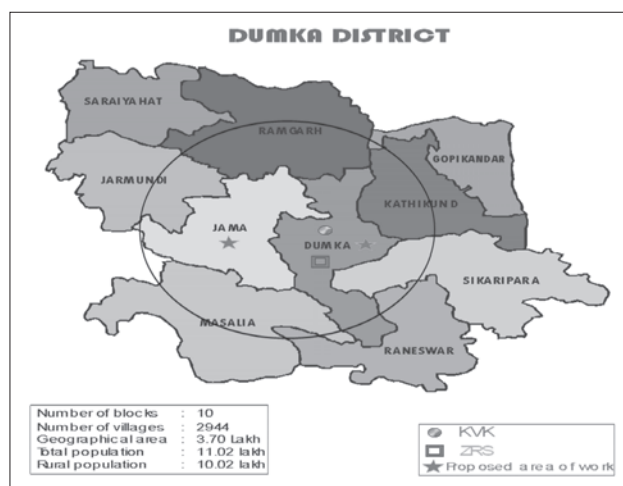 DUMKA DISTRICT
SARAIYAHAT
RAMGARH
GOPIKANDAR
JARMUNDI
KATHIKUND
JAMA
DUMKA
SIKARIPARA
MASALIA
RANESWAR
Number of blocks : 10
Number of villages : 2944
Geographical area : 3.70 Lakh
Total population : 11.02 lakh
Rural population : 10.02 lakh
KVK
ZRS
Proposed area of work